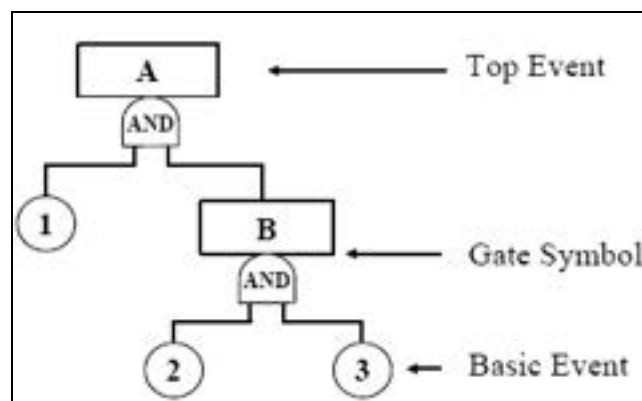 A
Top Event
AND
1
B
Gate Symbol
AND
2
3
Basic Event